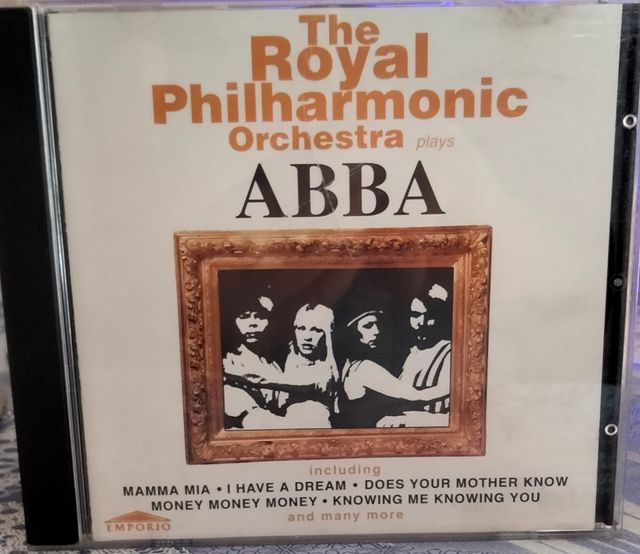 The
Royal
Philharmonic
Orchestra plays
ABBA
including
MAMMA MIA • I HAVE A DREAM • DOES YOUR MOTHER KNOW
MONEY MONEY MONEY • KNOWING ME KNOWING YOU
and many more
EMPORIO